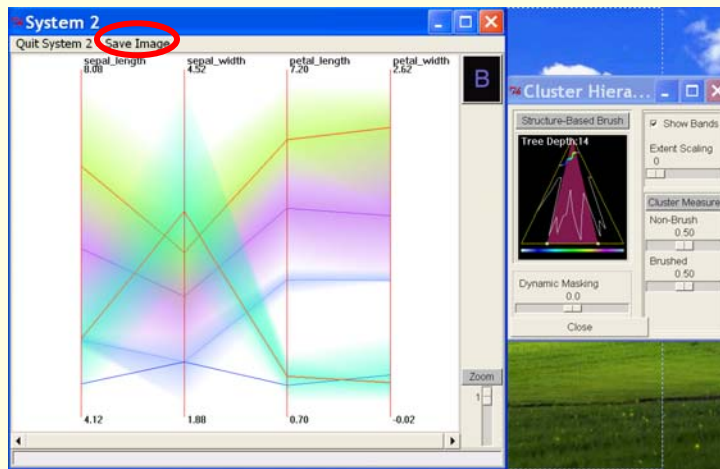 System 2
Quit System 2 Save Image
sepal_length sepal_width petal_length petal_width
8.08 4.52 7.20 2.62
B
4.12 1.88 0.70 -0.02
Zoom
1
Cluster Hiera...
Structure-Based Brush
Tree Depth:14
Dynamic Masking
0.0
Show Bands
Extent Scaling
0
Cluster Measure
Non-Brush
0.50
Brushed
0.50
Close